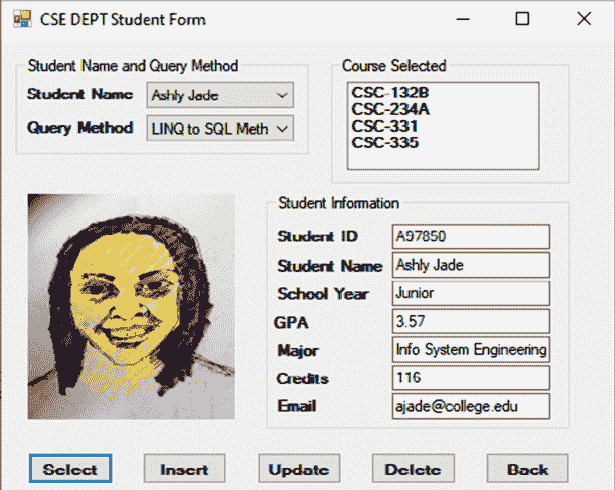 CSE DEPT Student Form
Student Name and Query Method
Student Name Ashly Jade
Query Method LINQ to SQL Meth
Course Selected
CSC-132B
CSC-234A
CSC-331
CSC-335
Student Information
Student ID A97850
Student Name Ashly Jade
School Year Junior
GPA 3.57
Major Info System Engineering
Credits 116
Email ajade@college.edu
Select Insert Update Delete Back